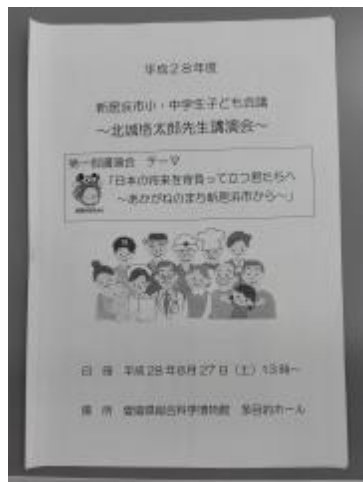 平成28年度
新居浜市小・中学生子ども会議
～北城恪太郎先生講演会～
第一部講演会 テーマ
「日本の将来を背負って立つ君たちへ
～あかがねのまち新居浜市から～」
日 時 平成28年8月27日(土)13時～
場 所 愛媛県総合科学博物館 多目的ホール